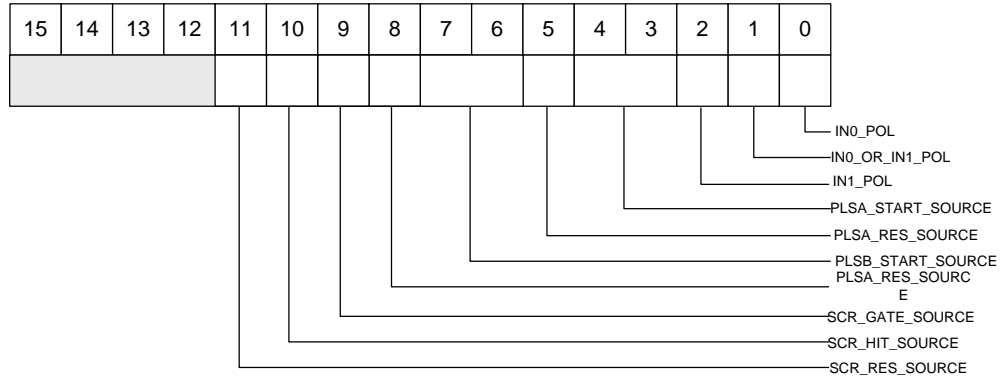 15 14 13 12 11 10 9 8 7 6 5 4 3 2 1 0
IN0_POL
IN0_OR_IN1_POL
IN1_POL
PLSA_START_SOURCE
PLSA_RES_SOURCE
PLSB_START_SOURCE
PLSA_RES_SOURC
E
SCR_GATE_SOURCE
SCR_HIT_SOURCE
SCR_RES_SOURCE